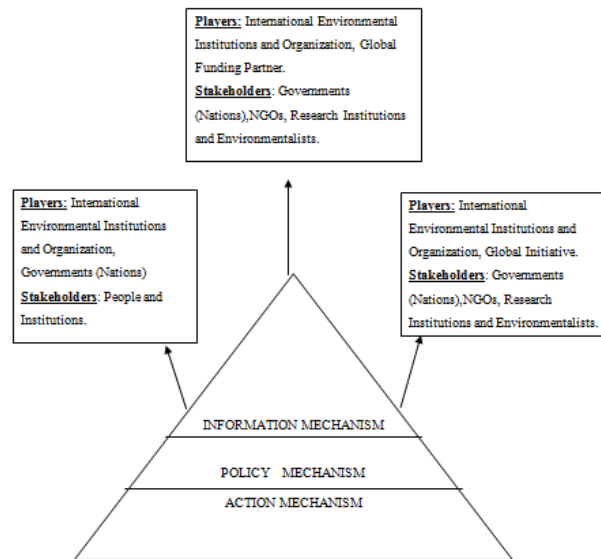 Players: International Environmental
Institutions and Organization, Global
Funding Partner.
Stakeholders: Governments
(Nations),NGOs, Research Institutions
and Environmentalists.
Players: International
Environmental Institutions
and Organization,
Governments (Nations)
Stakeholders: People and
Institutions.
Players: International
Environmental Institutions and
Organization, Global Initiative.
Stakeholders: Governments
(Nations),NGOs, Research
Institutions and Environmentalists.
INFORMATION MECHANISM
POLICY MECHANISM
ACTION MECHANISM